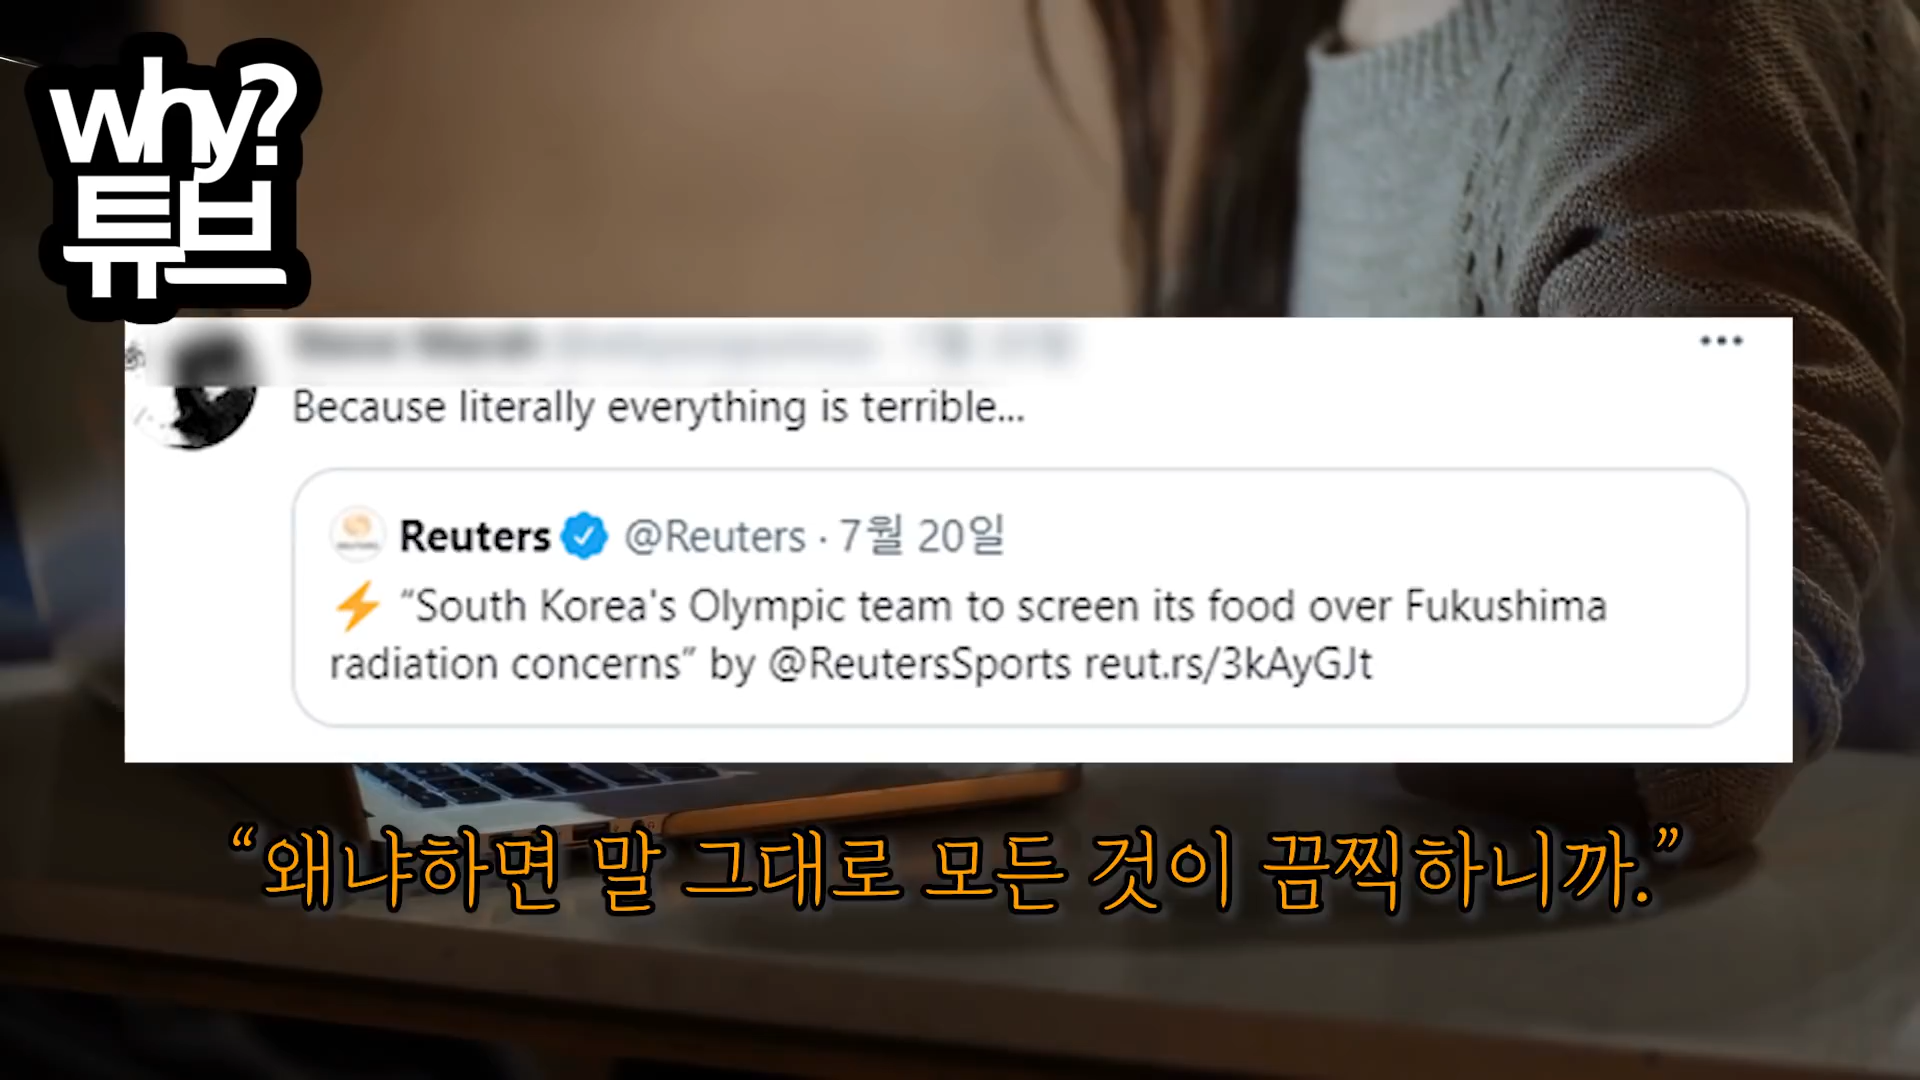 why?
튜브
Because literally everything is terrible...
Reuters @Reuters · 7월 20일
⚡ “South Korea's Olympic team to screen its food over Fukushima
radiation concerns” by @ReutersSports reut.rs/3kAyGJt
“왜냐하면 말 그대로 모든 것이 끔찍하니까.”